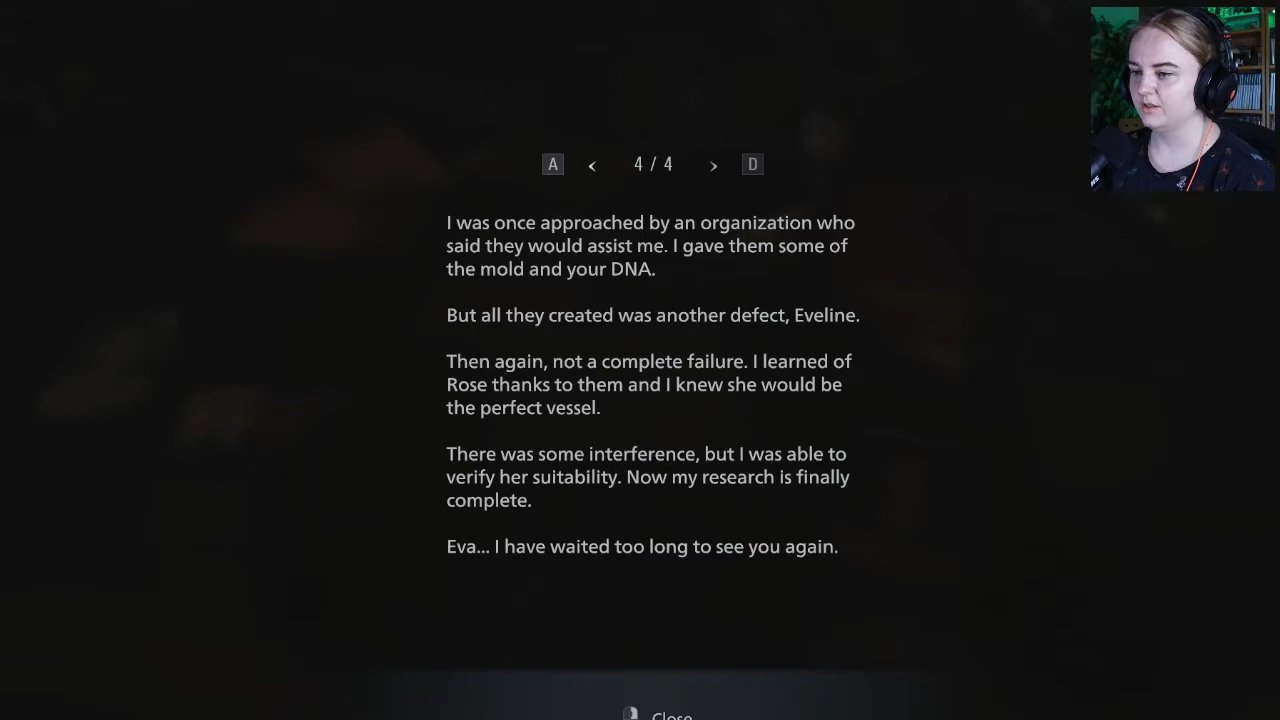 A < 4 / 4 > D
I was once approached by an organization who
said they would assist me. I gave them some of
the mold and your DNA.
But all they created was another defect, Eveline.
Then again, not a complete failure. I learned of
Rose thanks to them and I knew she would be
the perfect vessel.
There was some interference, but I was able to
verify her suitability. Now my research is finally
complete.
Eva... I have waited too long to see you again.
Close